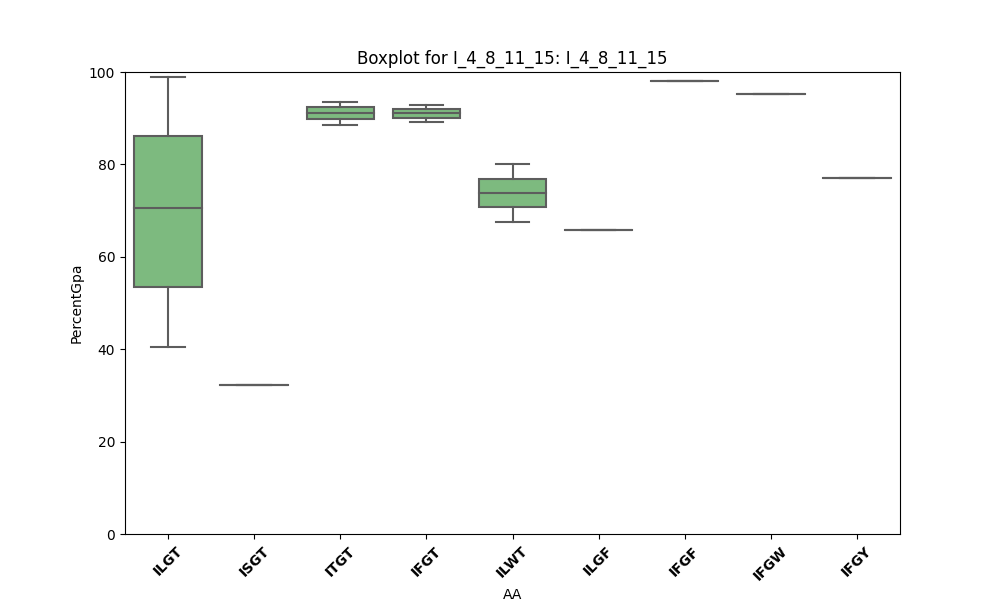 Boxplot for I_4_8_11_15: I_4_8_11_15
PercentGpa
100
80
60
40
20
0
ILGT
ISGT
ITGT
IFGT
ILWT
ILGF
IFGF
IFGW
IFGY
AA